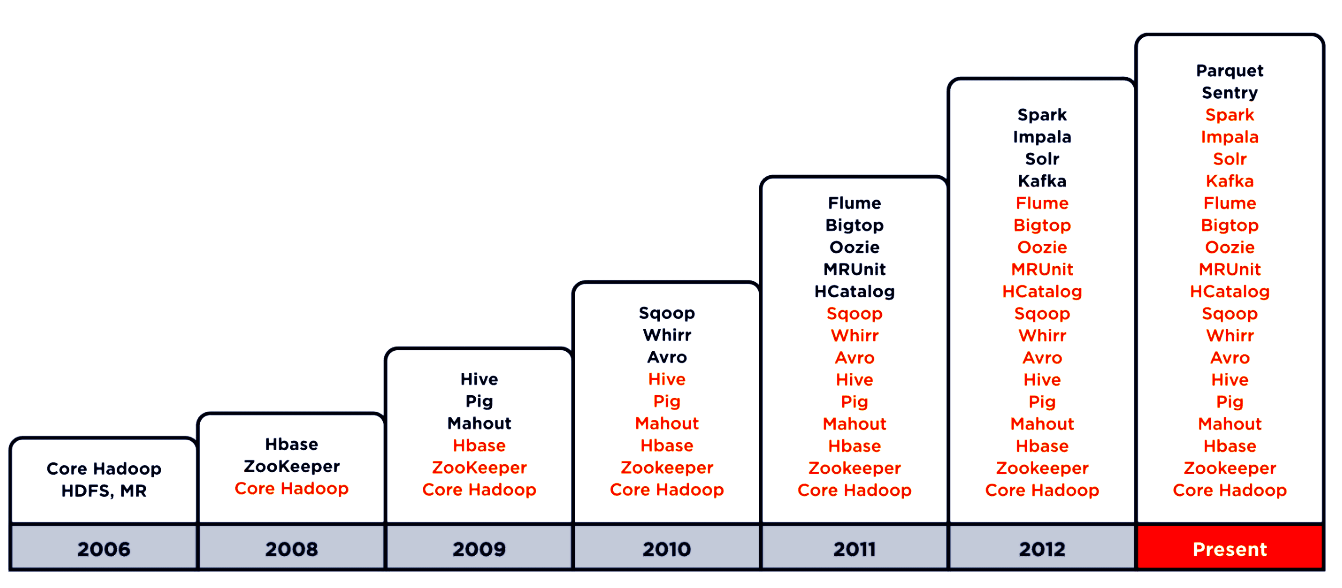 Core Hadoop
HDFS, MR
2006
Hbase
ZooKeeper
Core Hadoop
2008
Hive
Pig
Mahout
Hbase
ZooKeeper
Core Hadoop
2009
Sqoop
Whirr
Avro
Hive
Pig
Mahout
Hbase
Zookeeper
Core Hadoop
2010
Flume
Bigtop
Oozie
MRUnit
HCatalog
Sqoop
Whirr
Avro
Hive
Pig
Mahout
Hbase
Zookeeper
Core Hadoop
2011
Spark
Impala
Solr
Kafka
Flume
Bigtop
Oozie
MRUnit
HCatalog
Sqoop
Whirr
Avro
Hive
Pig
Mahout
Hbase
Zookeeper
Core Hadoop
2012
Parquet
Sentry
Spark
Impala
Solr
Kafka
Flume
Bigtop
Oozie
MRUnit
HCatalog
Sqoop
Whirr
Avro
Hive
Pig
Mahout
Hbase
Zookeeper
Core Hadoop
Present